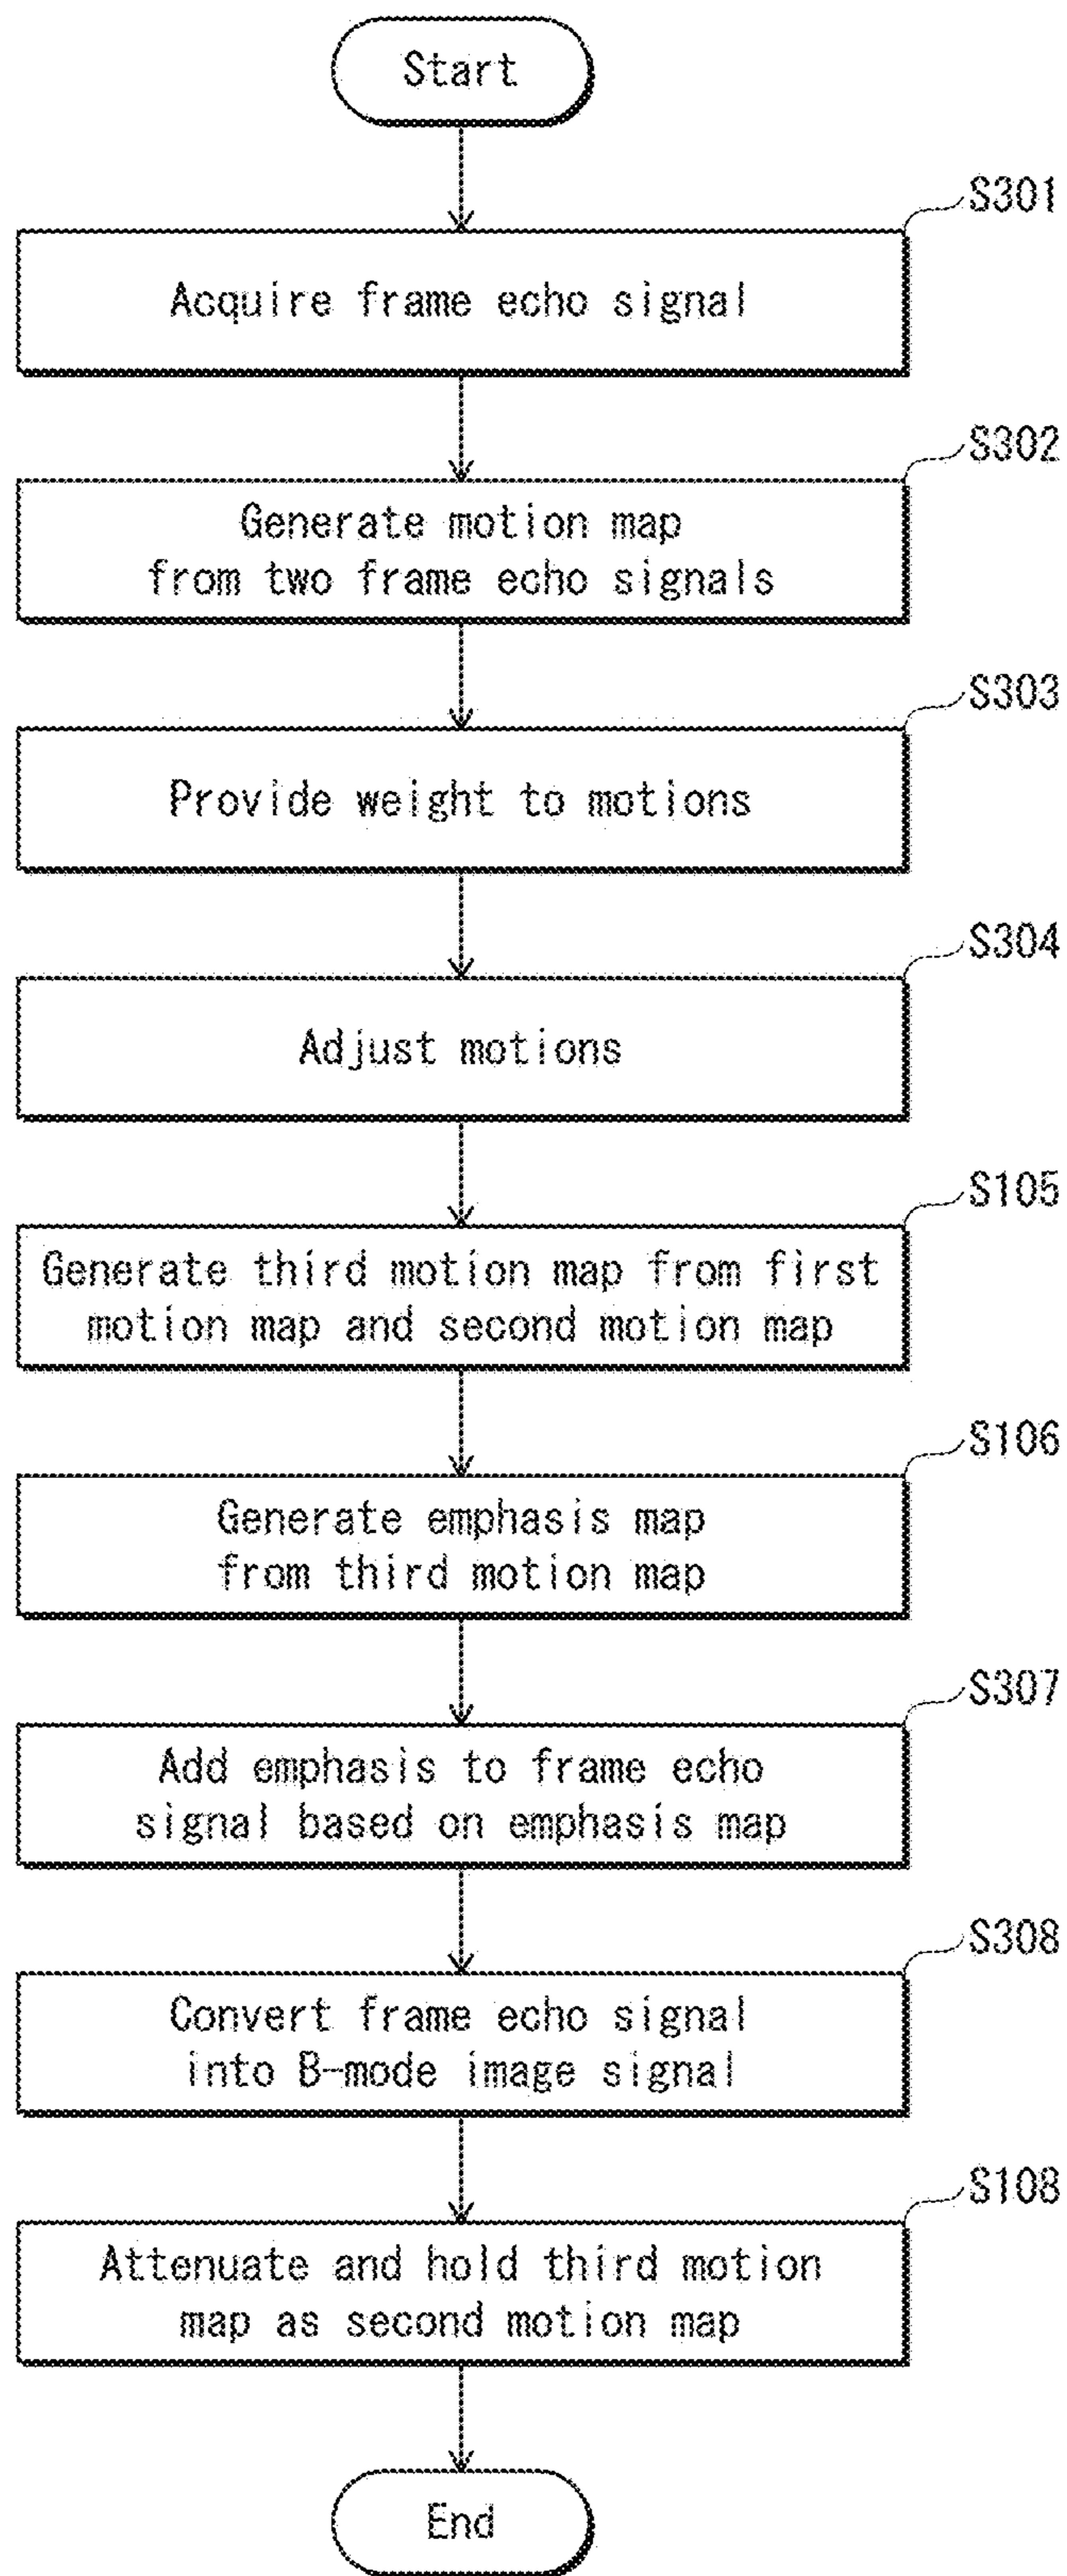 Start
S301
Acquire frame echo signal
S302
Generate motion map
from two frame echo signals
S303
Provide weight to motions
S304
Adjust motions
S105
Generate third motion map from first
motion map and second motion map
S106
Generate emphasis map
from third motion map
S307
Add emphasis to frame echo
signal based on emphasis map
S308
Convert frame echo signal
into B-mode image signal
S108
Attenuate and hold third motion
map as second motion map
End